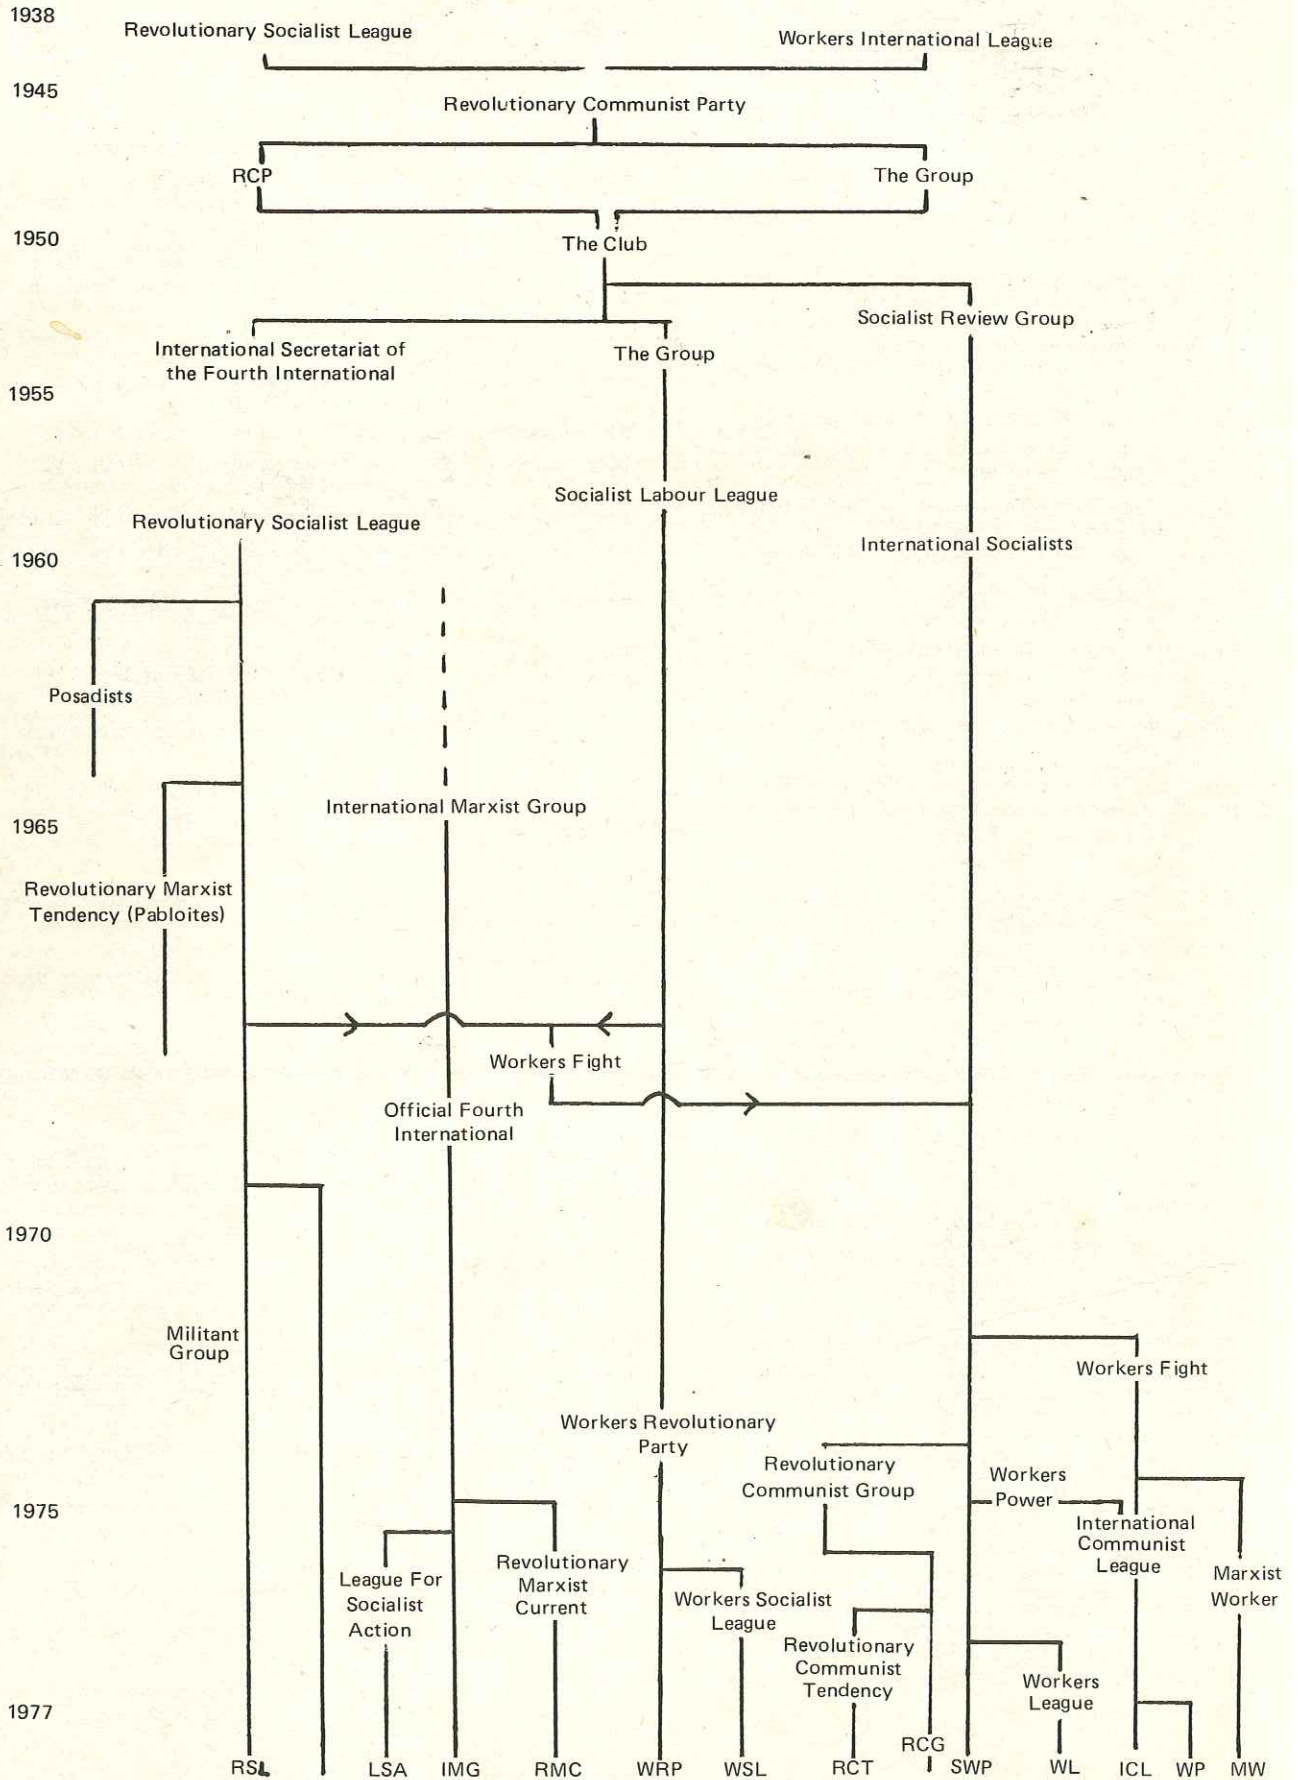 1938
Revolutionary Socialist League
Workers International League
1945
Revolutionary Communist Party
RCP
The Group
1950
The Club
Socialist Review Group
International Secretariat of
the Fourth International
The Group
1955
Socialist Labour League
Revolutionary Socialist League
International Socialists
1960
Posadists
International Marxist Group
1965
Revolutionary Marxist
Tendency (Pabloites)
Workers Fight
Official Fourth
International
1970
Militant
Group
Workers Fight
Workers Revolutionary
Party
Revolutionary
Communist Group
Workers
Power
1975
International
Communist
League
League For
Socialist
Action
Revolutionary
Marxist
Current
Workers Socialist
League
Marxist
Worker
Revolutionary
Communist
Tendency
Workers
League
1977
RSL
LSA
IMG
RMC
WRP
WSL
RCT
RCG
SWP
WL
ICL
WP
MW